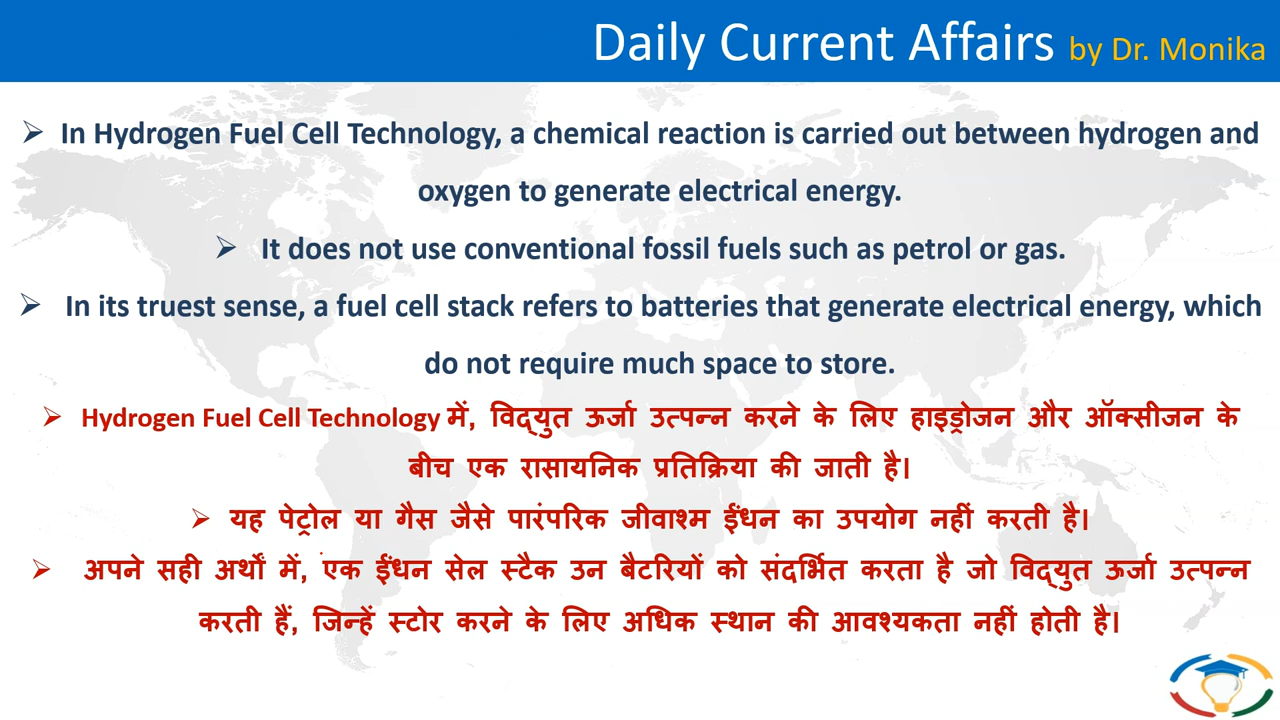 Daily Current Affairs by Dr. Monika
➢ In Hydrogen Fuel Cell Technology, a chemical reaction is carried out between hydrogen and
oxygen to generate electrical energy.
➢ It does not use conventional fossil fuels such as petrol or gas.
➢ In its truest sense, a fuel cell stack refers to batteries that generate electrical energy, which
do not require much space to store.
➢ Hydrogen Fuel Cell Technology में, विद्युत ऊर्जा उत्पन्न करने के लिए हाइड्रोजन और ऑक्सीजन के
बीच एक रासायनिक प्रतिक्रिया की जाती है।
➢ यह पेट्रोल या गैस जैसे पारंपरिक जीवाश्म ईंधन का उपयोग नहीं करती है।
➢ अपने सही अर्थों में, एक ईंधन सेल स्टैक उन बैटरियों को संदर्भित करता है जो विद्युत ऊर्जा उत्पन्न
करती हैं, जिन्हें स्टोर करने के लिए अधिक स्थान की आवश्यकता नहीं होती है।